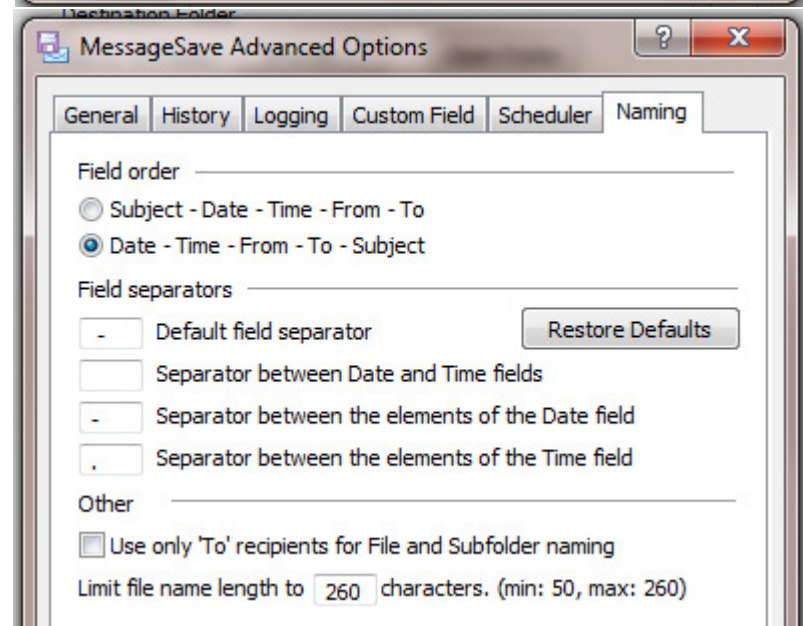 Destination Folder
MessageSave Advanced Options
General History Logging Custom Field Scheduler Naming
Field order
Subject - Date - Time - From - To
Date - Time - From - To - Subject
Field separators
- Default field separator Restore Defaults
Separator between Date and Time fields
- Separator between the elements of the Date field
. Separator between the elements of the Time field
Other
Use only 'To' recipients for File and Subfolder naming
Limit file name length to 260 characters. (min: 50, max: 260)